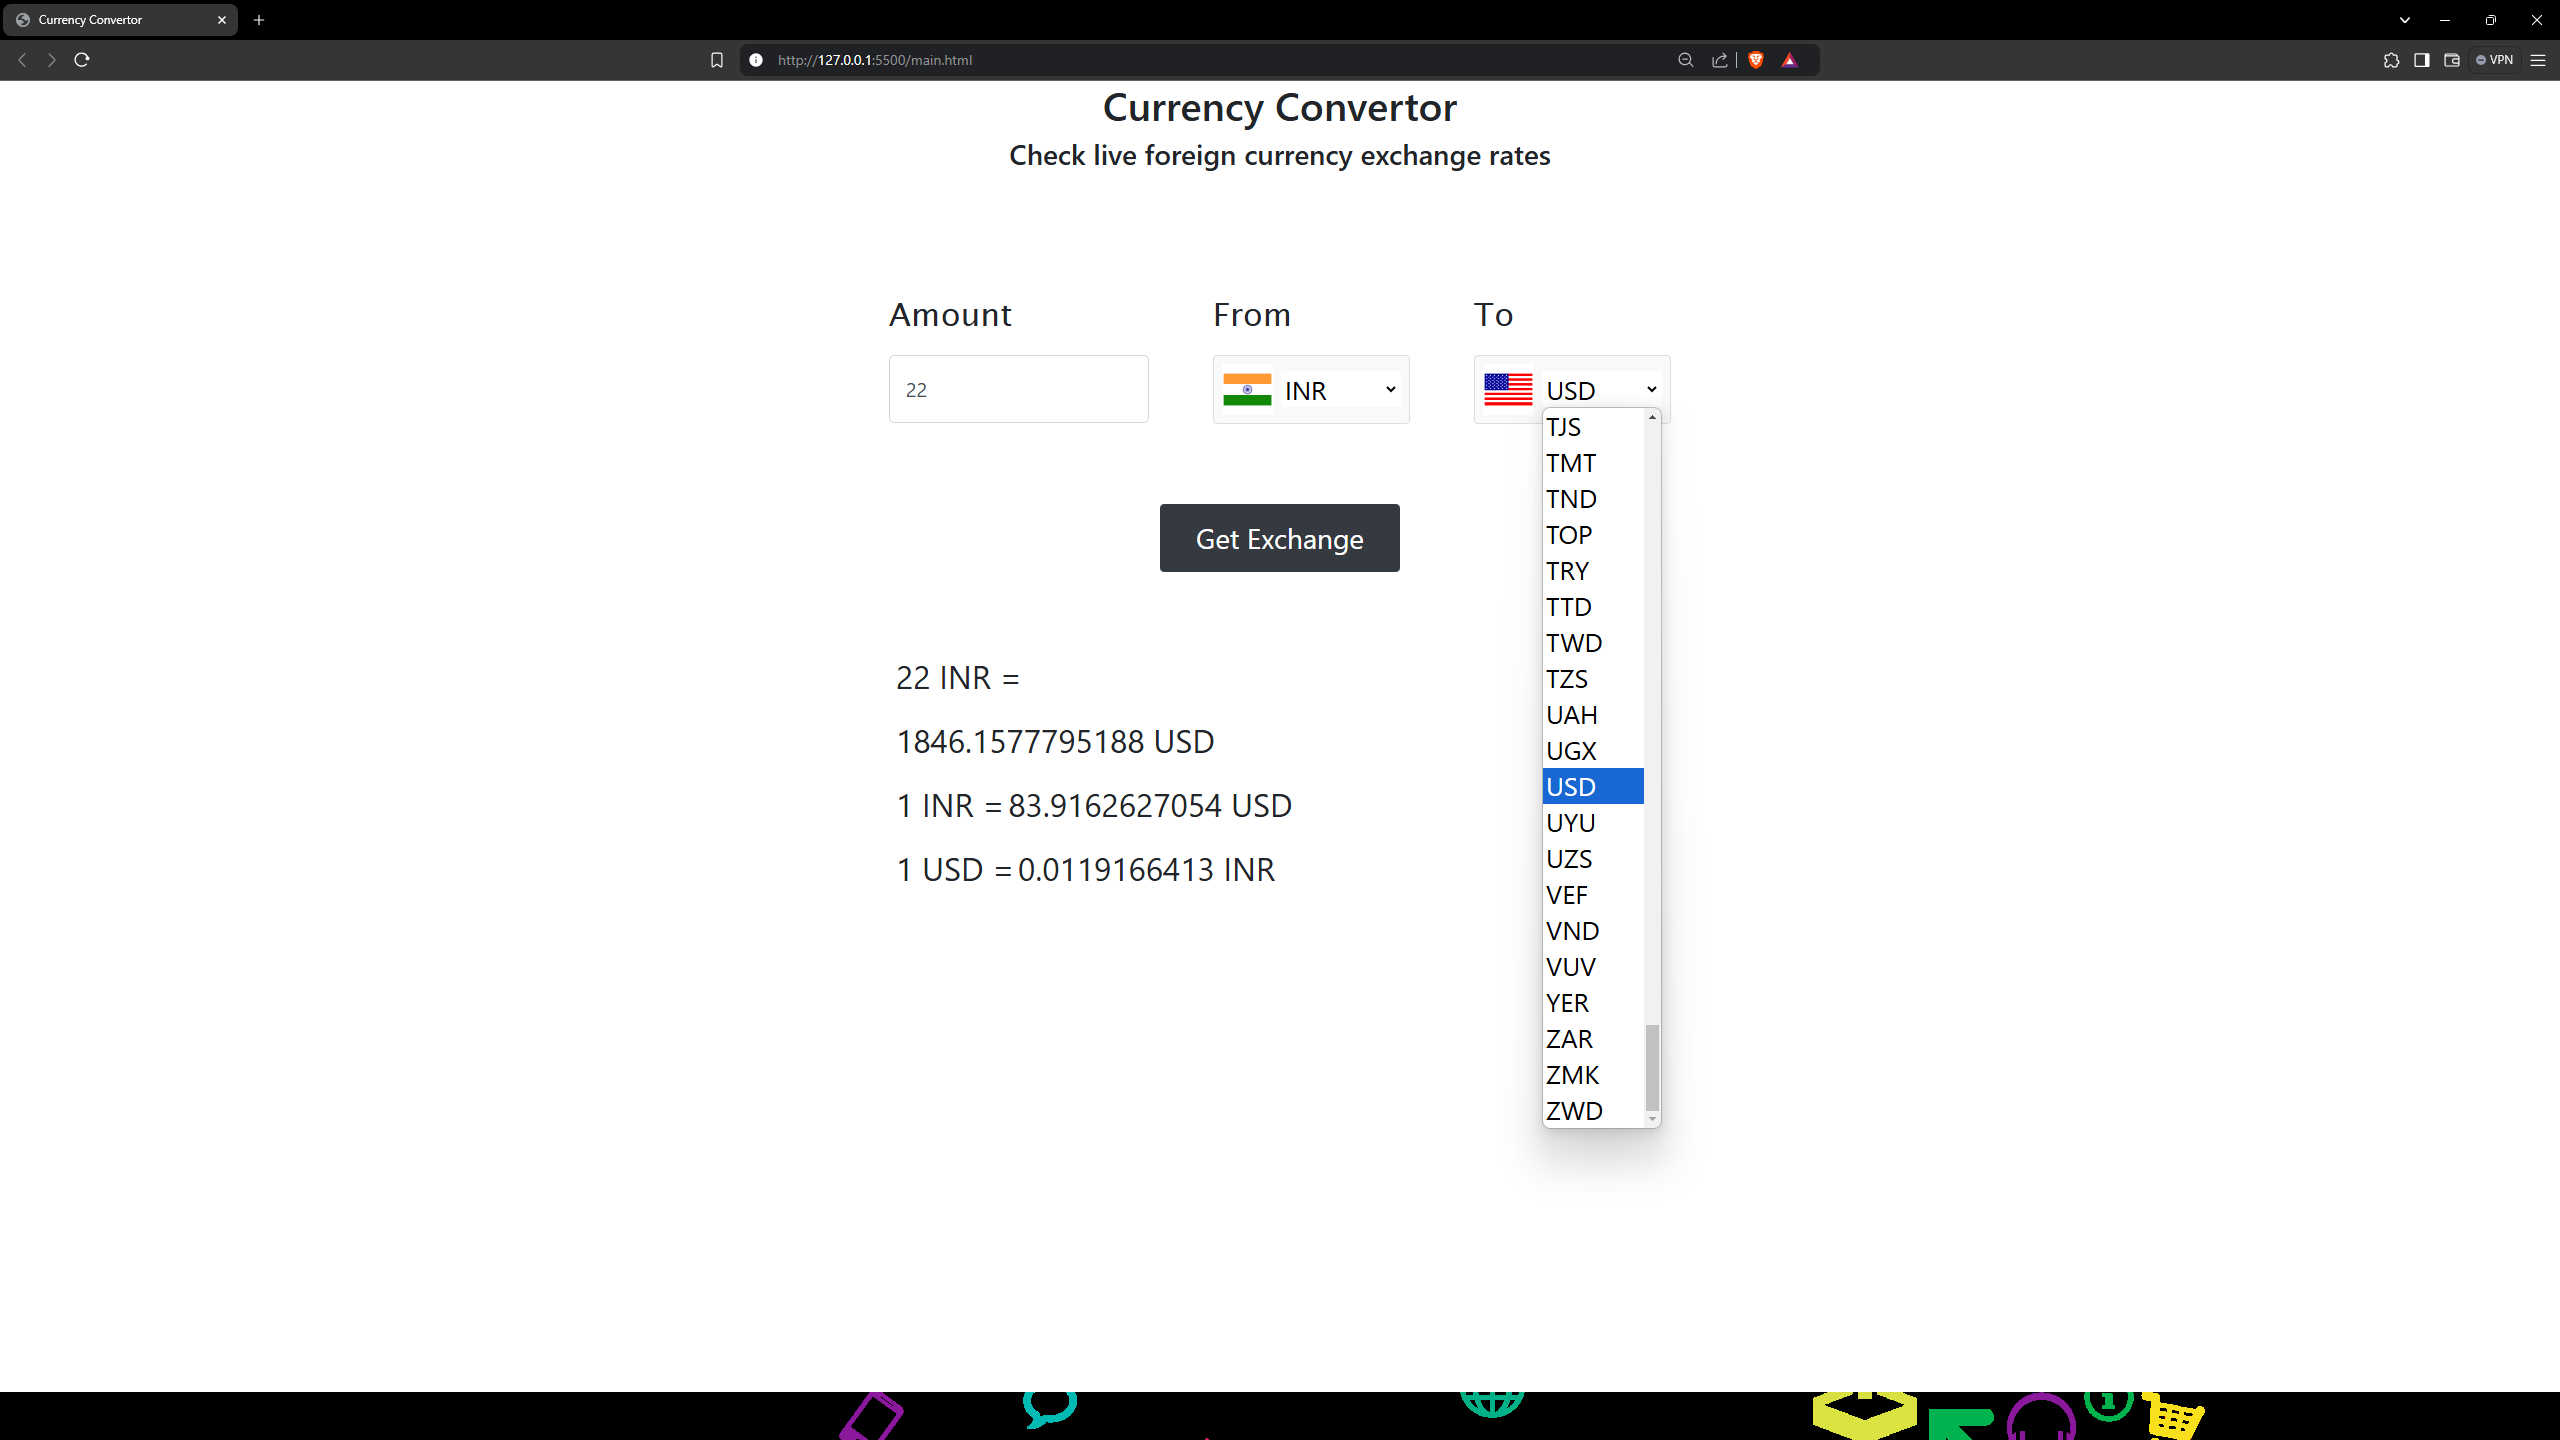 Currency Convertor
http://127.0.0.1:5500/main.html
VPN
Currency Convertor
Check live foreign currency exchange rates
Amount
From
To
22
INR
USD
TJS
TMT
TND
TOP
TRY
TTD
TWD
TZS
UAH
UGX
USD
UYU
UZS
VEF
VND
VUV
YER
ZAR
ZMK
ZWD
Get Exchange
22 INR =
1846.1577795188 USD
1 INR = 83.9162627054 USD
1 USD = 0.0119166413 INR